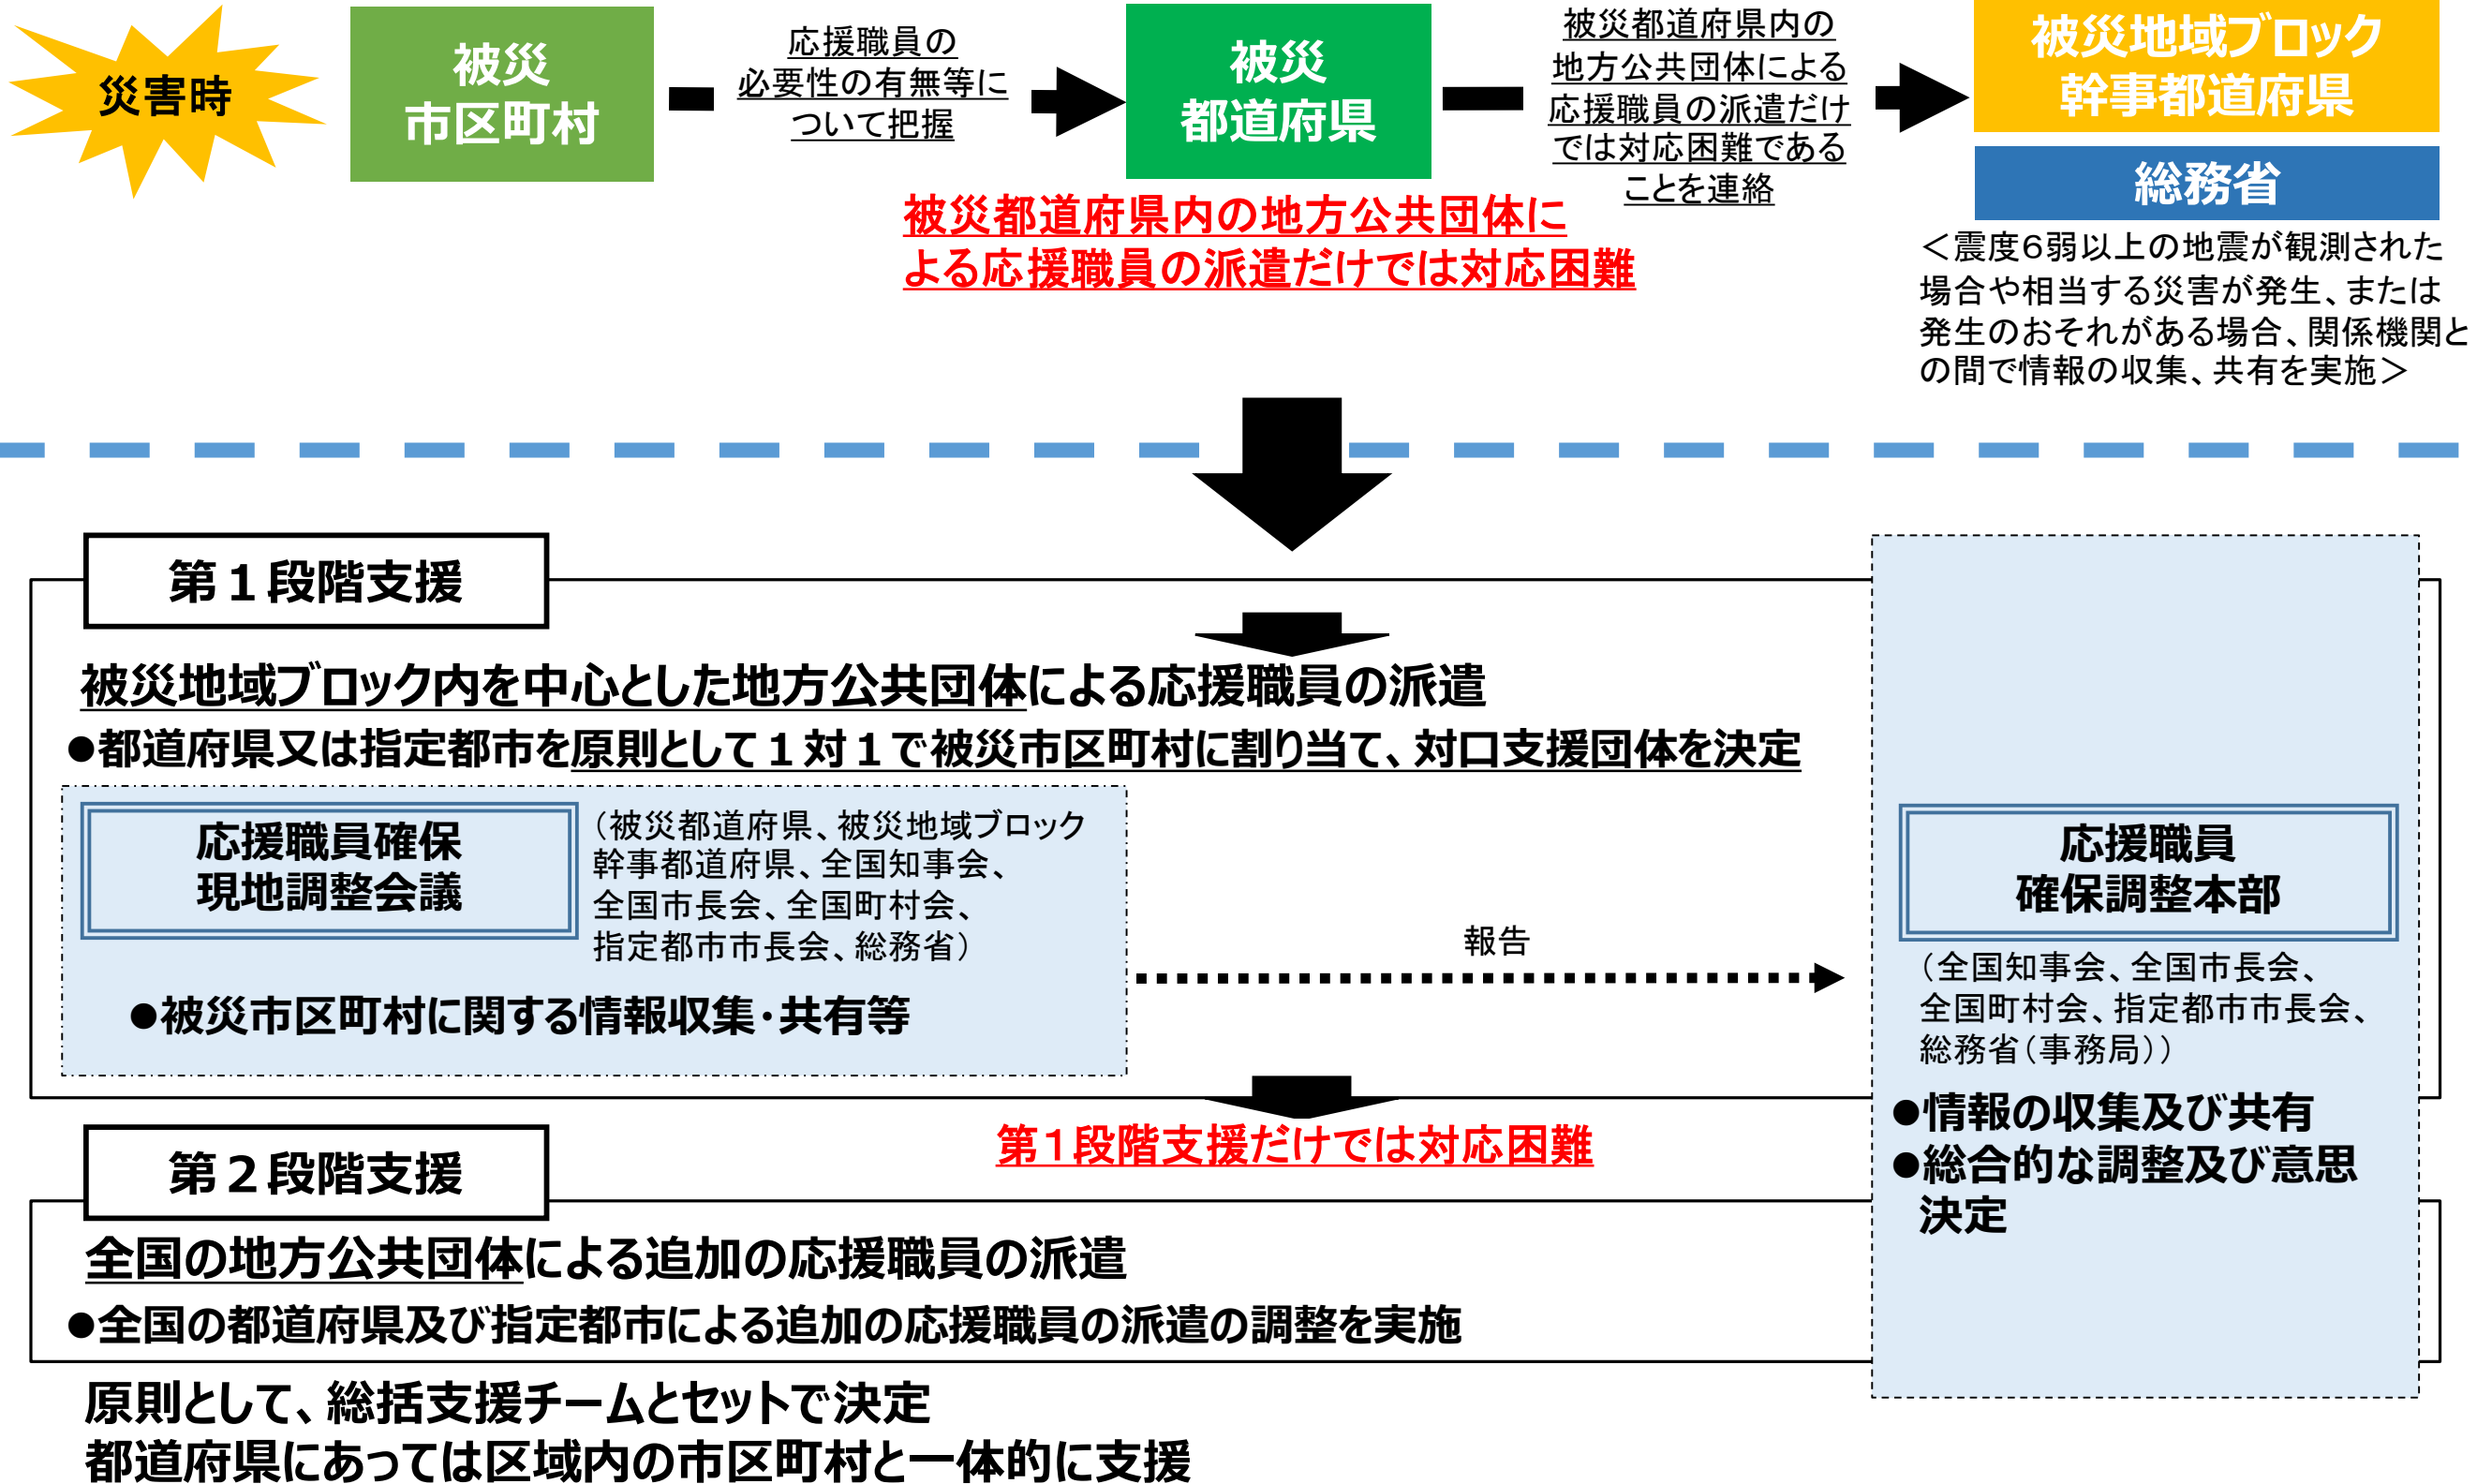 災害時
被災
市区町村
応援職員の
必要性の有無等に
ついて把握
被災
都道府県
被災都道府県内の
地方公共団体による
応援職員の派遣だけ
では対応困難である
ことを連絡
被災地域ブロック
幹事都道府県
総務省
被災都道府県内の地方公共団体に
よる応援職員の派遣だけでは対応困難
＜震度６弱以上の地震が観測された
場合や相当する災害が発生、または
発生のおそれがある場合、関係機関と
の間で情報の収集、共有を実施＞
第１段階支援
被災地域ブロック内を中心とした地方公共団体による応援職員の派遣
●都道府県又は指定都市を原則として１対１で被災市区町村に割り当て、対口支援団体を決定
応援職員確保
現地調整会議
（被災都道府県、被災地域ブロック
幹事都道府県、全国知事会、
全国市長会、全国町村会、
指定都市市長会、総務省）
●被災市区町村に関する情報収集・共有等
報告
応援職員
確保調整本部
（全国知事会、全国市長会、
全国町村会、指定都市市長会、
総務省（事務局））
●情報の収集及び共有
●総合的な調整及び意思
決定
第１段階支援だけでは対応困難
第２段階支援
全国の地方公共団体による追加の応援職員の派遣
●全国の都道府県及び指定都市による追加の応援職員の派遣の調整を実施
原則として、総括支援チームとセットで決定
都道府県にあっては区域内の市区町村と一体的に支援